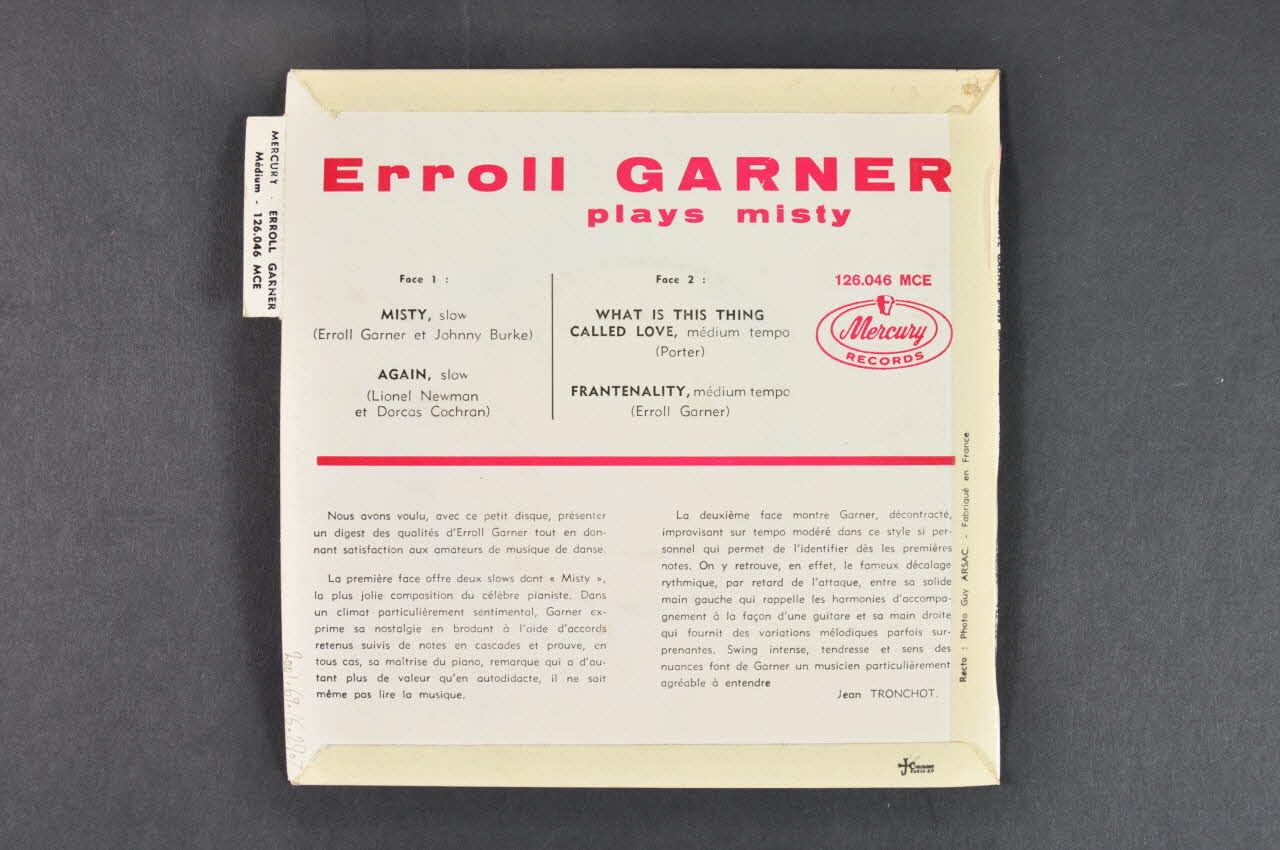 MERCURY - ERROLL GARNER
Médium - 126.046 MCE
Erroll GARNER
plays misty
Face 1 :
MISTY, slow
(Erroll Garner et Johnny Burke)
AGAIN, slow
(Lionel Newman
et Dorcas Cochran)
Face 2 :
WHAT IS THIS THING
CALLED LOVE, médium tempo
(Porter)
FRANTENALITY, médium tempo
(Erroll Garner)
126.046 MCE
Mercury
RECORDS
Nous avons voulu, avec ce petit disque, présenter
un digest des qualités d'Erroll Garner tout en don-
nant satisfaction aux amateurs de musique de danse.
La première face offre deux slows dont « Misty »,
la plus jolie composition du célèbre pianiste. Dans
un climat particulièrement sentimental, Garner ex-
prime sa nostalgie en brodant à l'aide d'accords
retenus suivis de notes en cascades et prouve, en
tous cas, sa maîtrise du piano, remarque qui a d'au-
tant plus de valeur qu'en autodidacte, il ne sait
même pas lire la musique.
La deuxième face montre Garner, décontracté,
improvisant sur tempo modéré dans ce style si per-
sonnel qui permet de l'identifier dès les premières
notes. On y retrouve, en effet, le fameux décalage
rythmique, par retard de l'attaque, entre sa solide
main gauche qui rappelle les harmonies d'accompa-
gnement à la façon d'une guitare et sa main droite
qui fournit des variations mélodiques parfois sur-
prenantes. Swing intense, tendresse et sens des
nuances font de Garner un musicien particulièrement
agréable à entendre
Jean TRONCHOT.
Recto : Photo Guy ARSAC. - Fabriqué en France